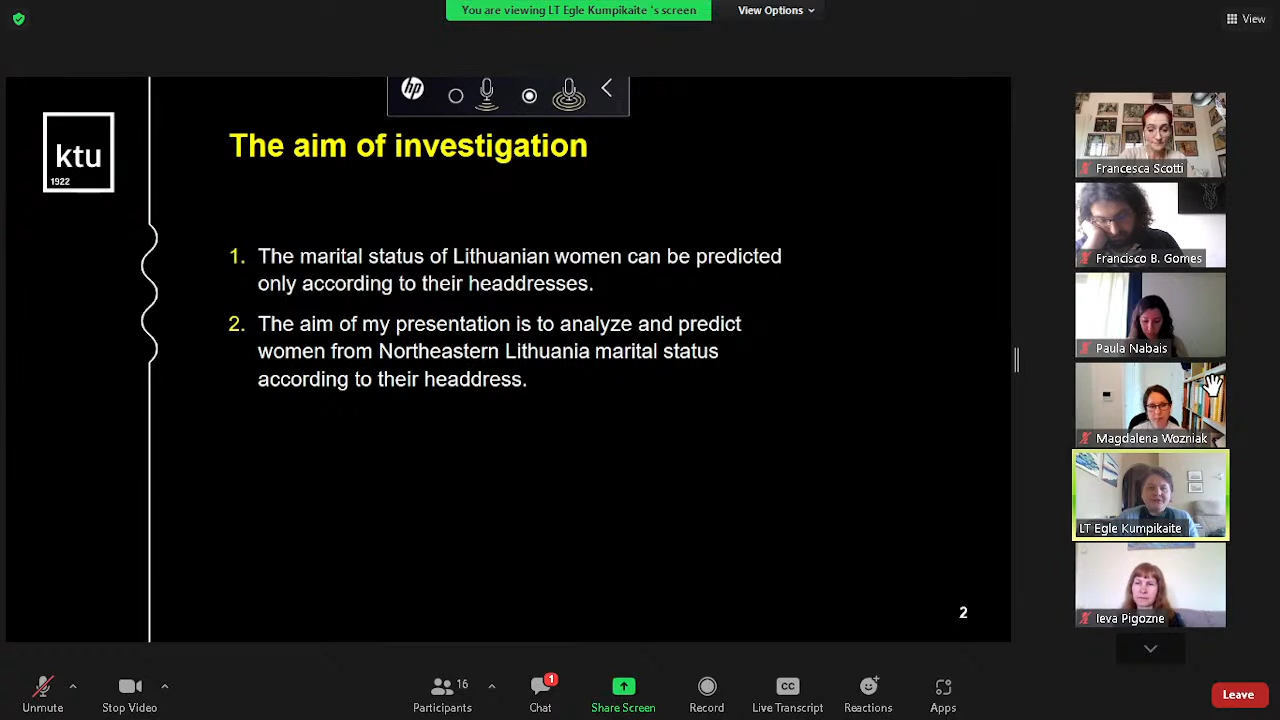 You are viewing LT Egle Kumpikaite 's screen
View Options
View
hp
ktu
1922
The aim of investigation
1. The marital status of Lithuanian women can be predicted
only according to their headdresses.
2. The aim of my presentation is to analyze and predict
women from Northeastern Lithuania marital status
according to their headdress.
2
Francesca Scotti
Francisco B. Gomes
Paula Nabais
Magdalena Wozniak
LT Egle Kumpikaite
Ieva Pigozne
Unmute
Stop Video
16
Participants
1
Chat
Share Screen
Record
CC
Live Transcript
Reactions
Apps
Leave